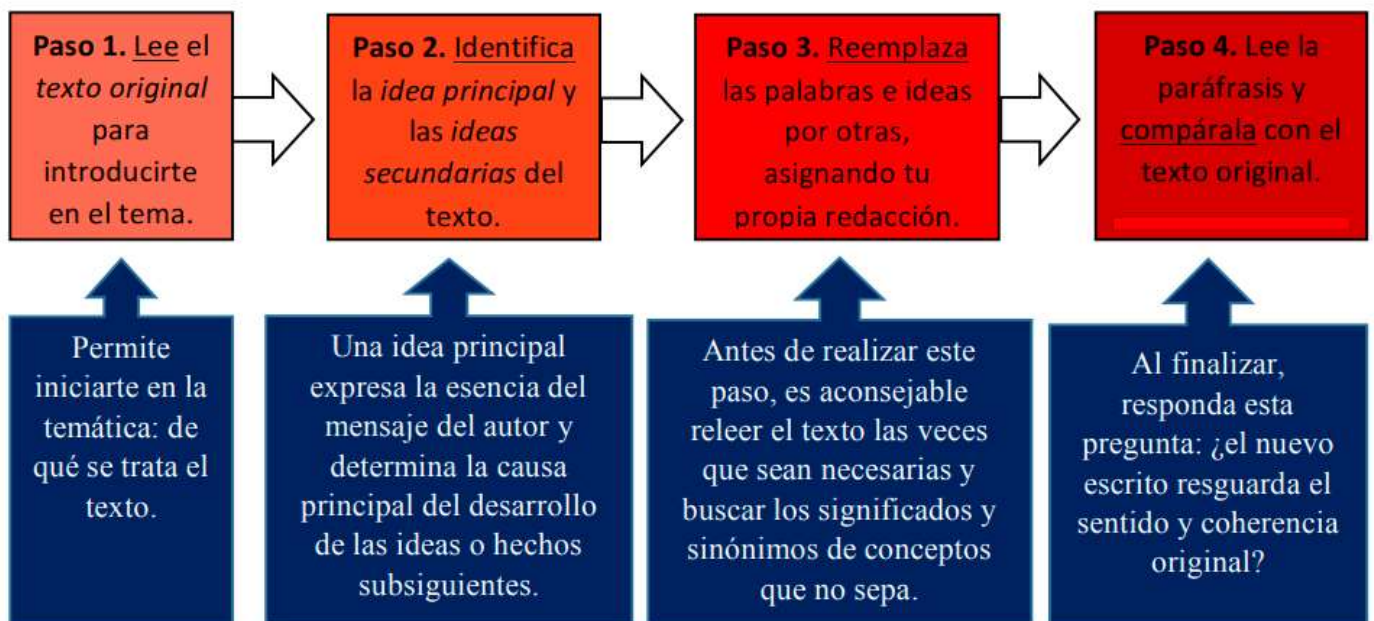 Paso 1. Lee el
texto original
para
introducirte
en el tema.
Paso 2. Identifica
la idea principal y
las ideas
secundarias del
texto.
Paso 3. Reemplaza
las palabras e ideas
por otras,
asignando tu
propia redacción.
Paso 4. Lee la
paráfrasis y
compárala con el
texto original.
Permite
iniciarte en la
temática: de
qué se trata el
texto.
Una idea principal
expresa la esencia del
mensaje del autor y
determina la causa
principal del desarrollo
de las ideas o hechos
subsiguientes.
Antes de realizar este
paso, es aconsejable
releer el texto las veces
que sean necesarias y
buscar los significados y
sinónimos de conceptos
que no sepa.
Al finalizar,
responda esta
pregunta: ¿el nuevo
escrito resguarda el
sentido y coherencia
original?